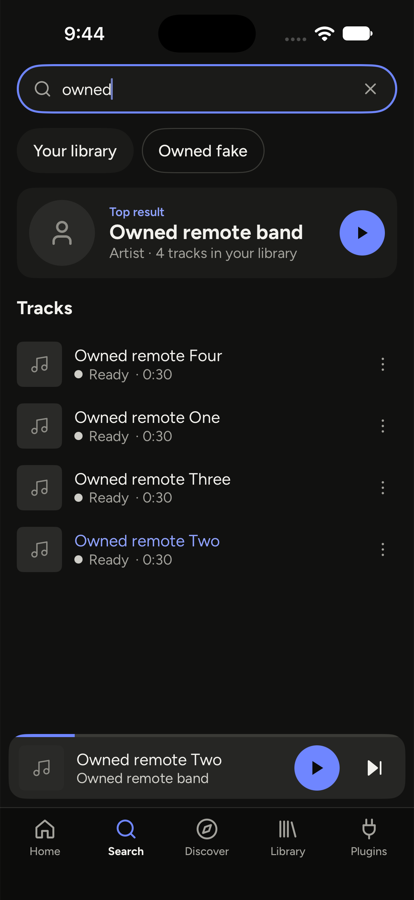 9:44
owned
Your library
Owned fake
Top result
Owned remote band
Artist · 4 tracks in your library
Tracks
Owned remote Four
Ready · 0:30
Owned remote One
Ready · 0:30
Owned remote Three
Ready · 0:30
Owned remote Two
Ready · 0:30
Owned remote Two
Owned remote band
Home
Search
Discover
Library
Plugins